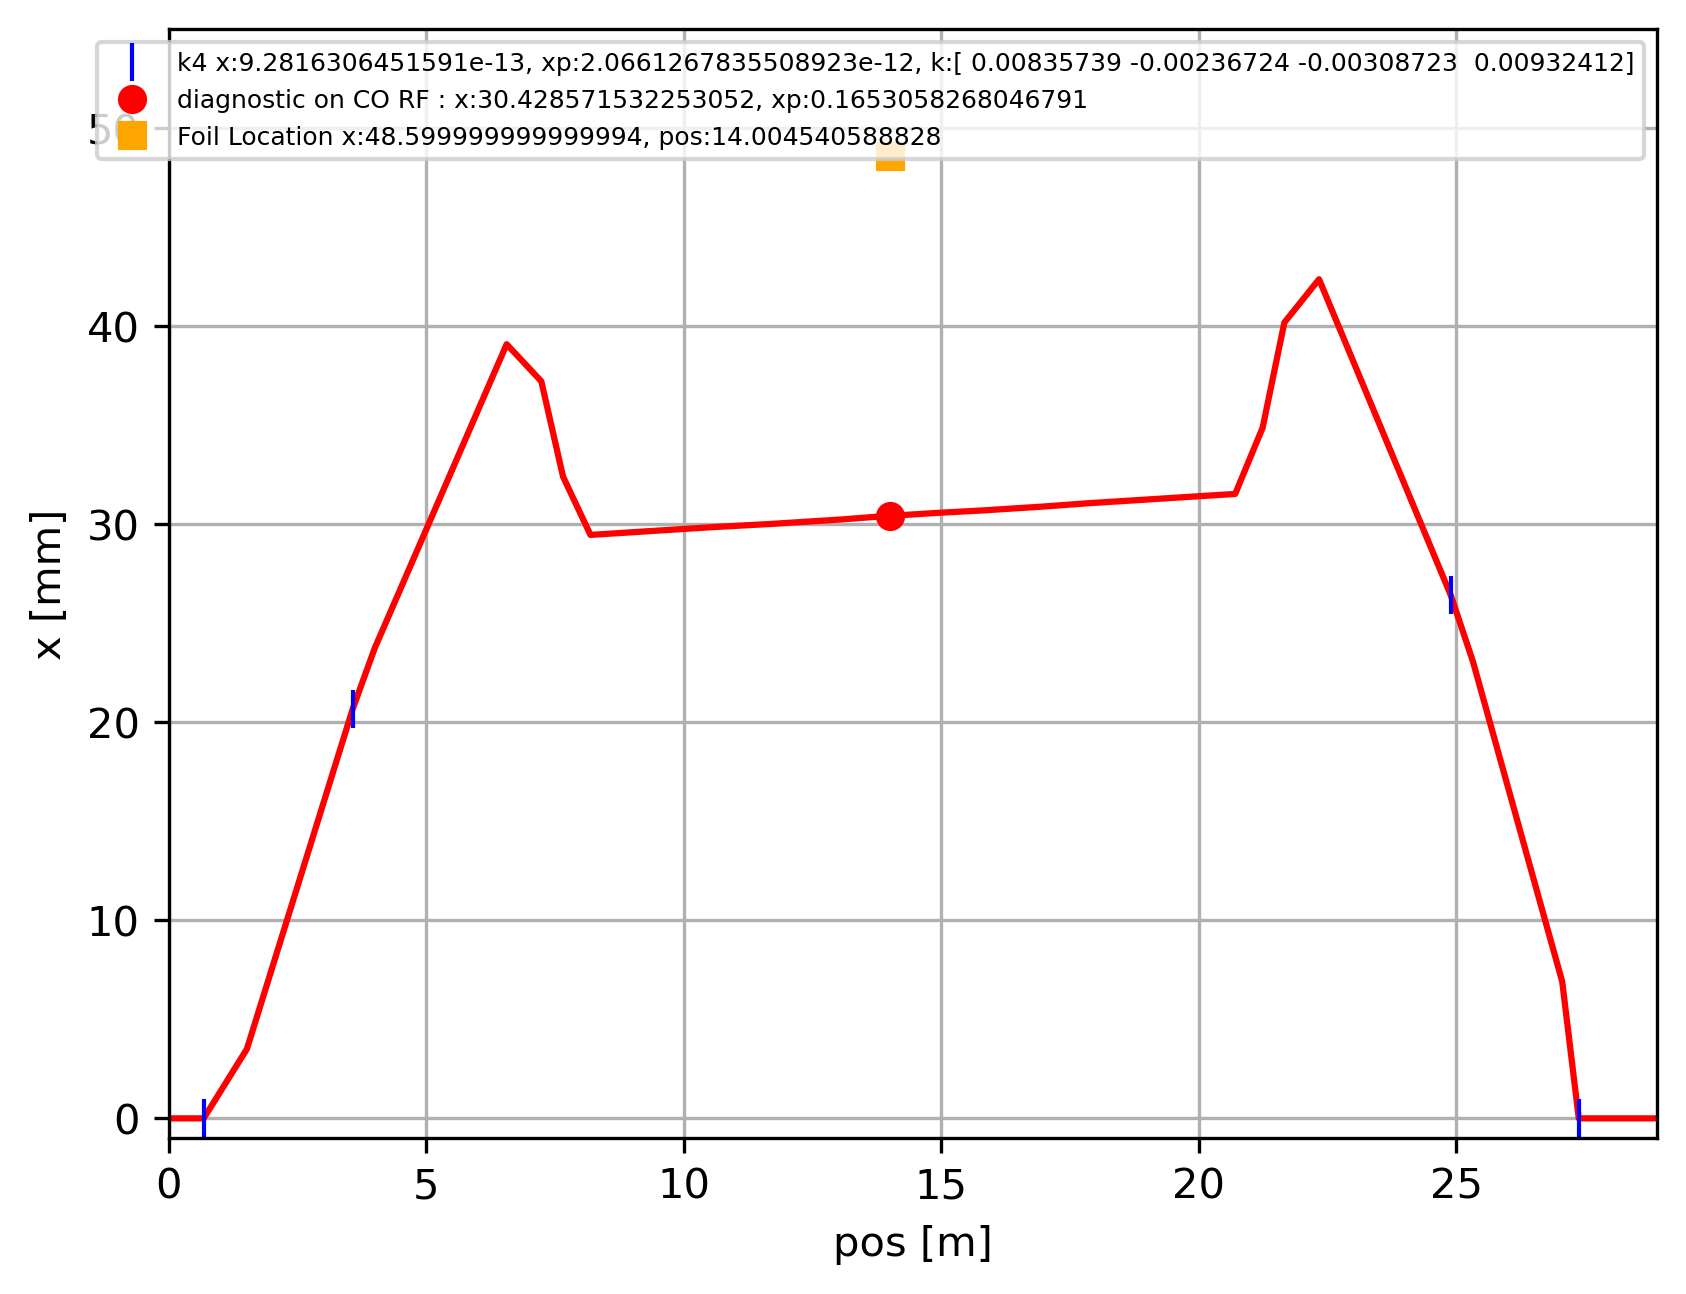 k4 x:9.2816306451591e-13, xp:2.0661267835508923e-12, k:[ 0.00835739 -0.00236724 -0.00308723  0.00932412]
diagnostic on CO RF : x:30.428571532253052, xp:0.1653058268046791
Foil Location x:48.599999999999994, pos:14.004540588828
50
40
30
20
10
0
x [mm]
0 5 10 15 20 25
pos [m]